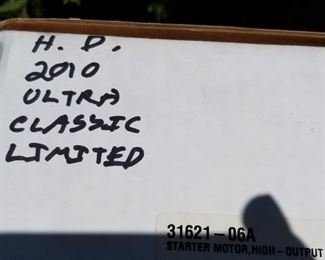 H. D.
2010
ULTRA
CLASSIC
LIMITED
31621-06A
STARTER MOTOR,HIGH-OUTPUT